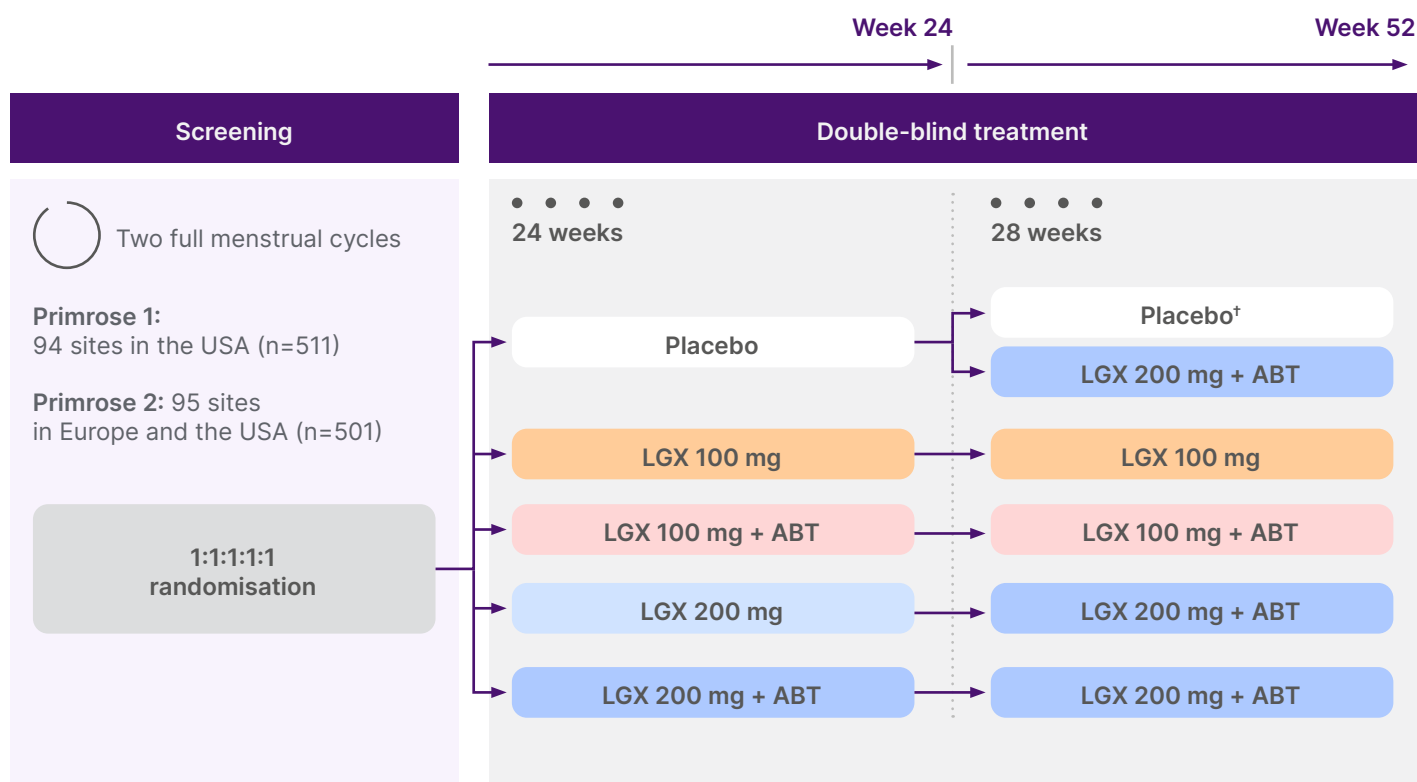 Week 24
Week 52
Screening
Double-blind treatment
Two full menstrual cycles
Primrose 1:
94 sites in the USA (n=511)
Primrose 2: 95 sites
in Europe and the USA (n=501)
1:1:1:1:1
randomisation
24 weeks
28 weeks
Placebo
Placebo†
LGX 200 mg + ABT
LGX 100 mg
LGX 100 mg
LGX 100 mg + ABT
LGX 100 mg + ABT
LGX 200 mg
LGX 200 mg + ABT
LGX 200 mg + ABT
LGX 200 mg + ABT